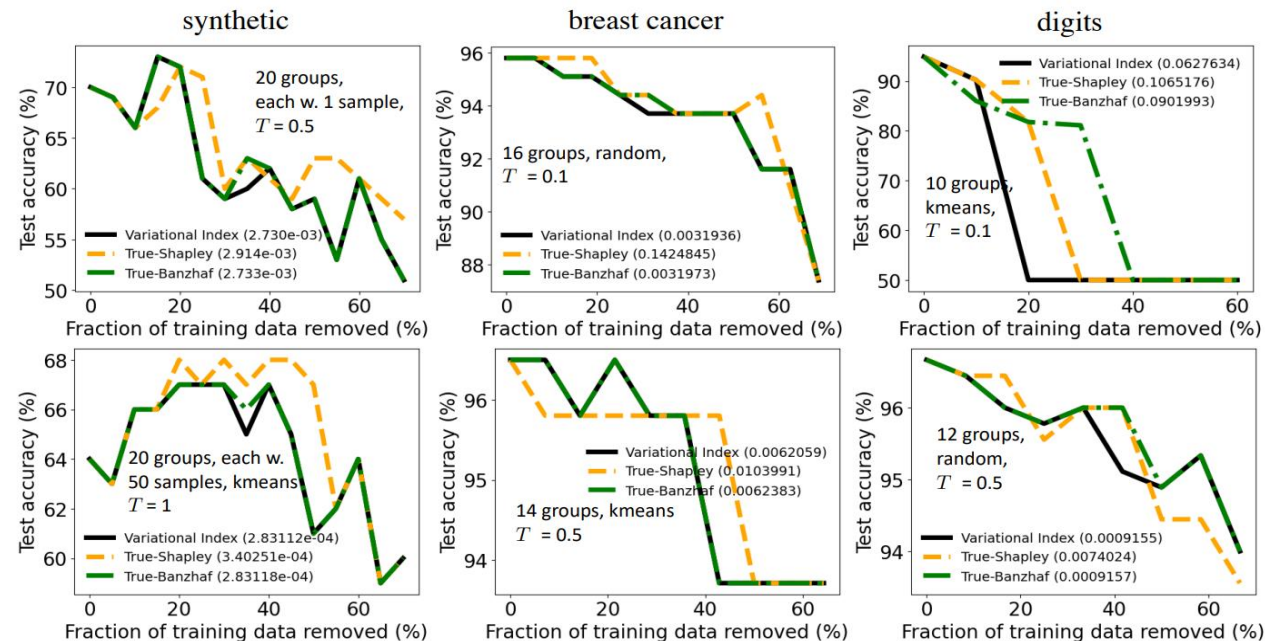 synthetic
breast cancer
digits
Test accuracy (%)
70
65
60
55
50
20 groups,
each w. 1 sample,
T = 0.5
Variational Index (2.730e-03)
True-Shapley (2.914e-03)
True-Banzhaf (2.733e-03)
0 20 40 60
Fraction of training data removed (%)
Test accuracy (%)
96
94
92
90
88
16 groups, random,
T = 0.1
Variational Index (0.0031936)
True-Shapley (0.1424845)
True-Banzhaf (0.0031973)
0 20 40 60
Fraction of training data removed (%)
Test accuracy (%)
90
80
70
60
50
Variational Index (0.0627634)
True-Shapley (0.1065176)
True-Banzhaf (0.0901993)
10 groups,
kmeans,
T = 0.1
0 20 40 60
Fraction of training data removed (%)
Test accuracy (%)
68
66
64
62
60
20 groups, each w.
50 samples, kmeans
T = 1
Variational Index (2.83112e-04)
True-Shapley (3.40251e-04)
True-Banzhaf (2.83118e-04)
0 20 40 60
Fraction of training data removed (%)
Test accuracy (%)
96
95
94
Variational Index (0.0062059)
True-Shapley (0.0103991)
True-Banzhaf (0.0062383)
14 groups, kmeans
T = 0.5
0 20 40 60
Fraction of training data removed (%)
Test accuracy (%)
96
95
94
12 groups,
random,
T = 0.5
Variational Index (0.0009155)
True-Shapley (0.0074024)
True-Banzhaf (0.0009157)
0 20 40 60
Fraction of training data removed (%)